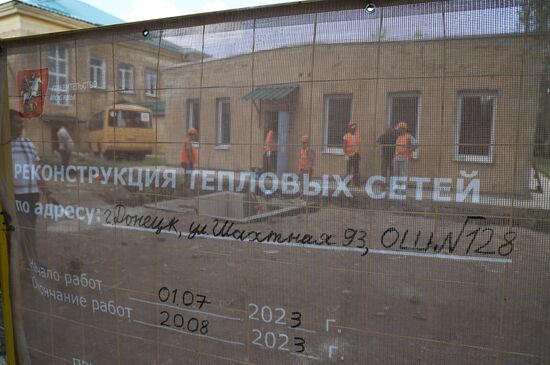 РЕКОНСТРУКЦИЯ ТЕПЛОВЫХ СЕТЕЙ
по адресу: г. Донецк, ул Шахтная 93, ОШ.№128
Начало работ 01.07 2023 г.
Окончание работ 20.08 2023 г.